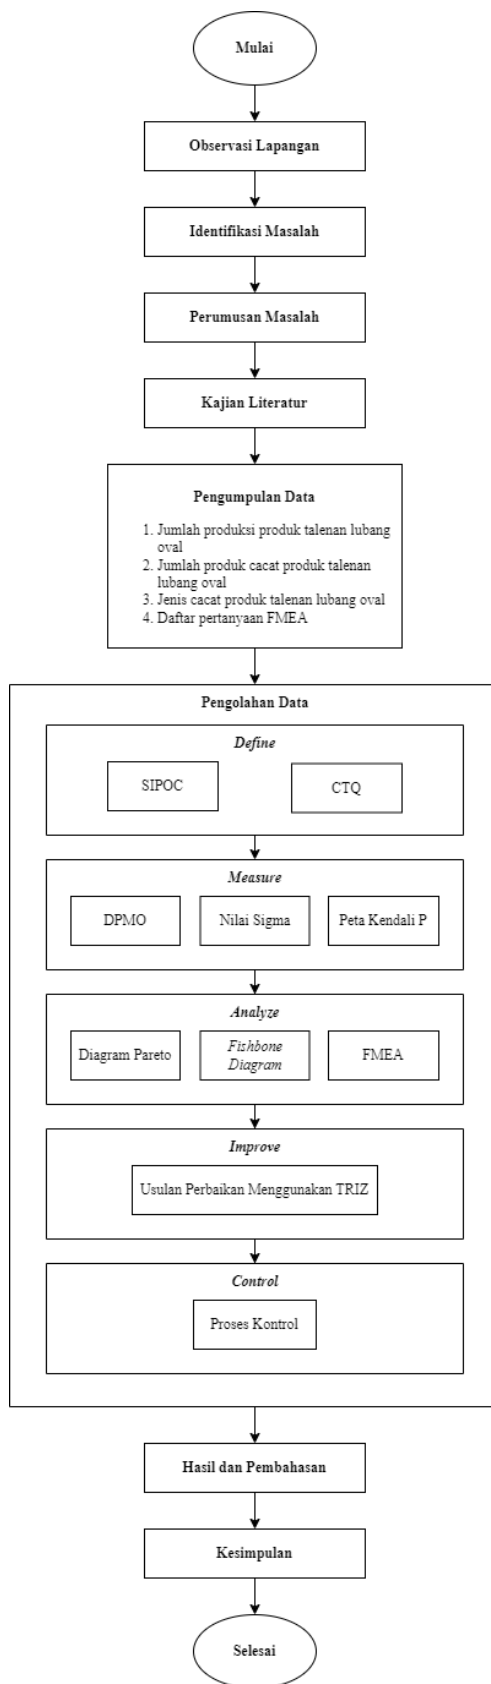 Mulai
Observasi Lapangan
Identifikasi Masalah
Perumusan Masalah
Kajian Literatur
Pengumpulan Data
1. Jumlah produksi produk talenan lubang
oval
2. Jumlah produk cacat produk talenan
lubang oval
3. Jenis cacat produk talenan lubang oval
4. Daftar pertanyaan FMEA
Pengolahan Data
Define
SIPOC
CTQ
Measure
DPMO
Nilai Sigma
Peta Kendali P
Analyze
Diagram Pareto
Fishbone
Diagram
FMEA
Improve
Usulan Perbaikan Menggunakan TRIZ
Control
Proses Kontrol
Hasil dan Pembahasan
Kesimpulan
Selesai